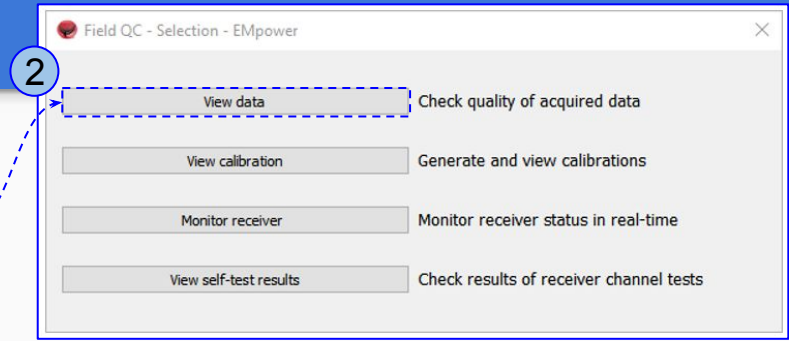 Field QC - Selection - EMpower
2
View data Check quality of acquired data
View calibration Generate and view calibrations
Monitor receiver Monitor receiver status in real-time
View self-test results Check results of receiver channel tests